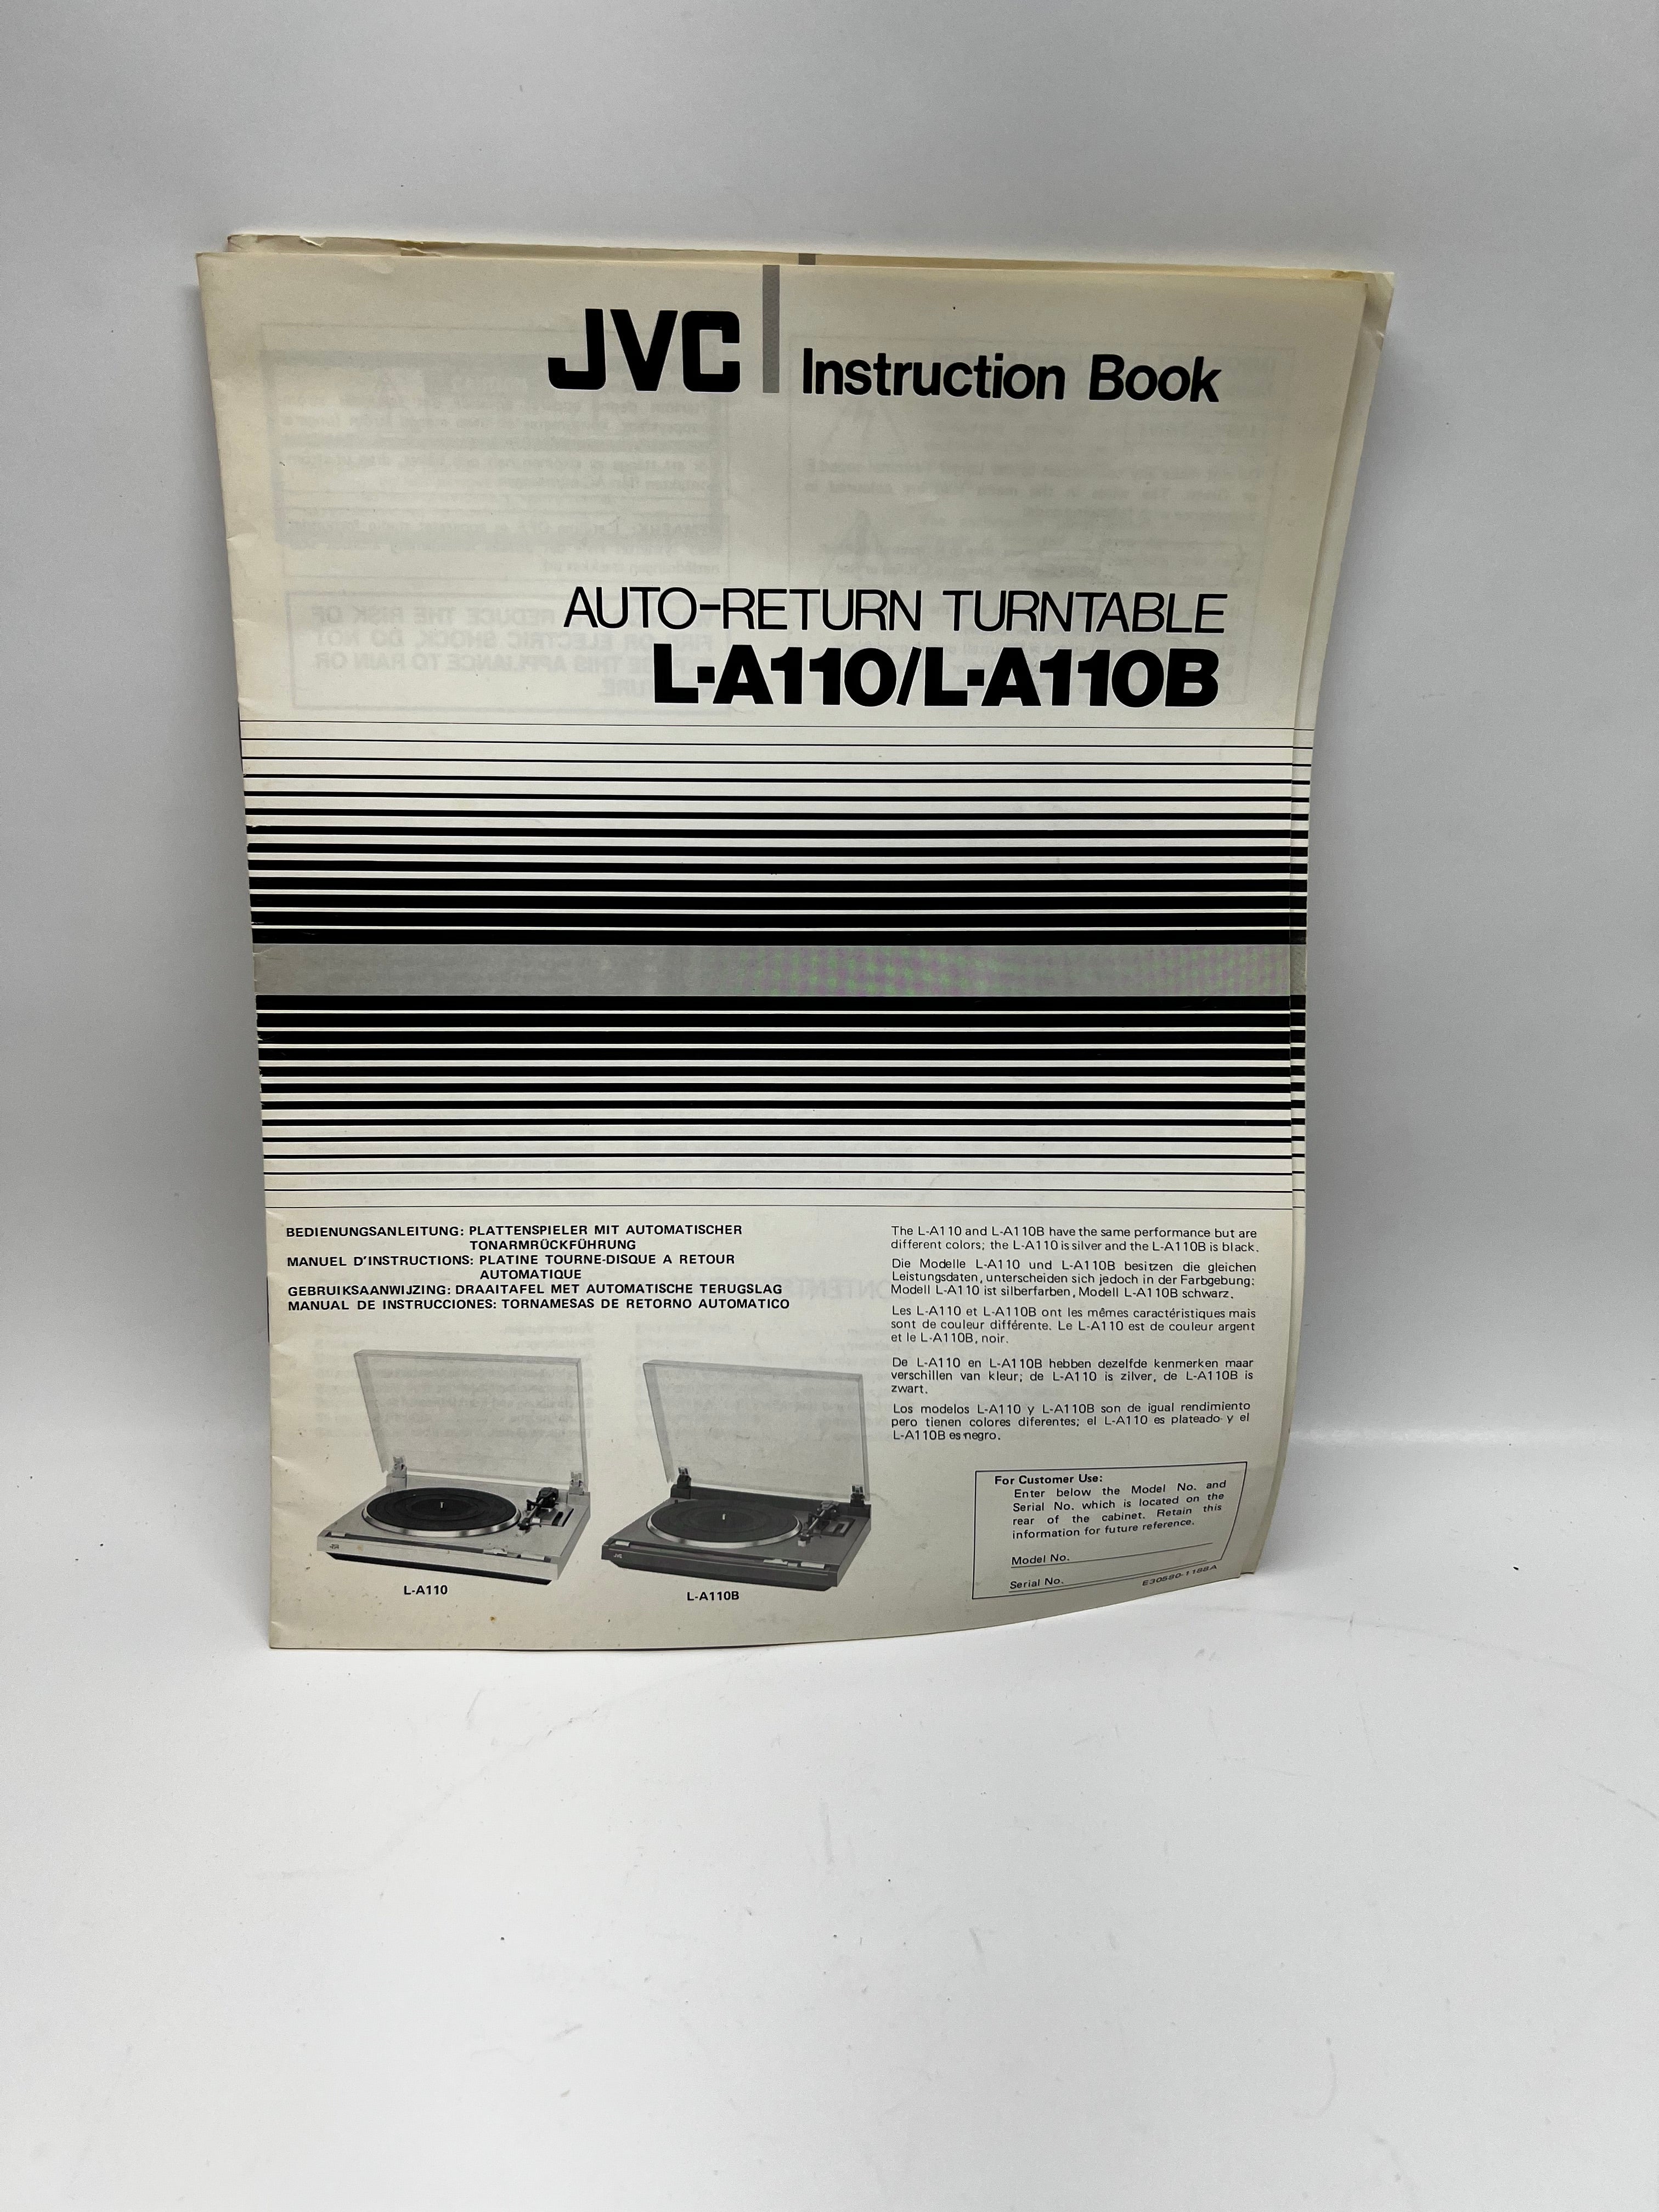 JVC
Instruction Book
AUTO-RETURN TURNTABLE
L-A110/L-A110B
BEDIENUNGSANLEITUNG: PLATTENSPIELER MIT AUTOMATISCHER
TONARMRÜCKFÜHRUNG
MANUEL D'INSTRUCTIONS: PLATINE TOURNE-DISQUE A RETOUR
AUTOMATIQUE
GEBRUIKSAANWIJZING: DRAAITAFEL MET AUTOMATISCHE TERUGSLAG
MANUAL DE INSTRUCCIONES: TORNAMESAS DE RETORNO AUTOMATICO
The L-A110 and L-A110B have the same performance but are
different colors; the L-A110 is silver and the L-A110B is black.
Die Modelle L-A110 und L-A110B besitzen die gleichen
Leistungsdaten, unterscheiden sich jedoch in der Farbgebung:
Modell L-A110 ist silberfarben, Modell L-A110B schwarz.
Les L-A110 et L-A110B ont les mêmes caractéristiques mais
sont de couleur différente. Le L-A110 est de couleur argent
et le L-A110B, noir.
De L-A110 en L-A110B hebben dezelfde kenmerken maar
verschillen van kleur; de L-A110 is zilver, de L-A110B is
zwart.
Los modelos L-A110 y L-A110B son de igual rendimiento
pero tienen colores diferentes; el L-A110 es plateado y el
L-A110B es negro.
L-A110
L-A110B
For Customer Use:
Enter below the Model No. and
Serial No. which is located on the
rear of the cabinet. Retain this
information for future reference.
Model No.
Serial No.
E30580-1188A